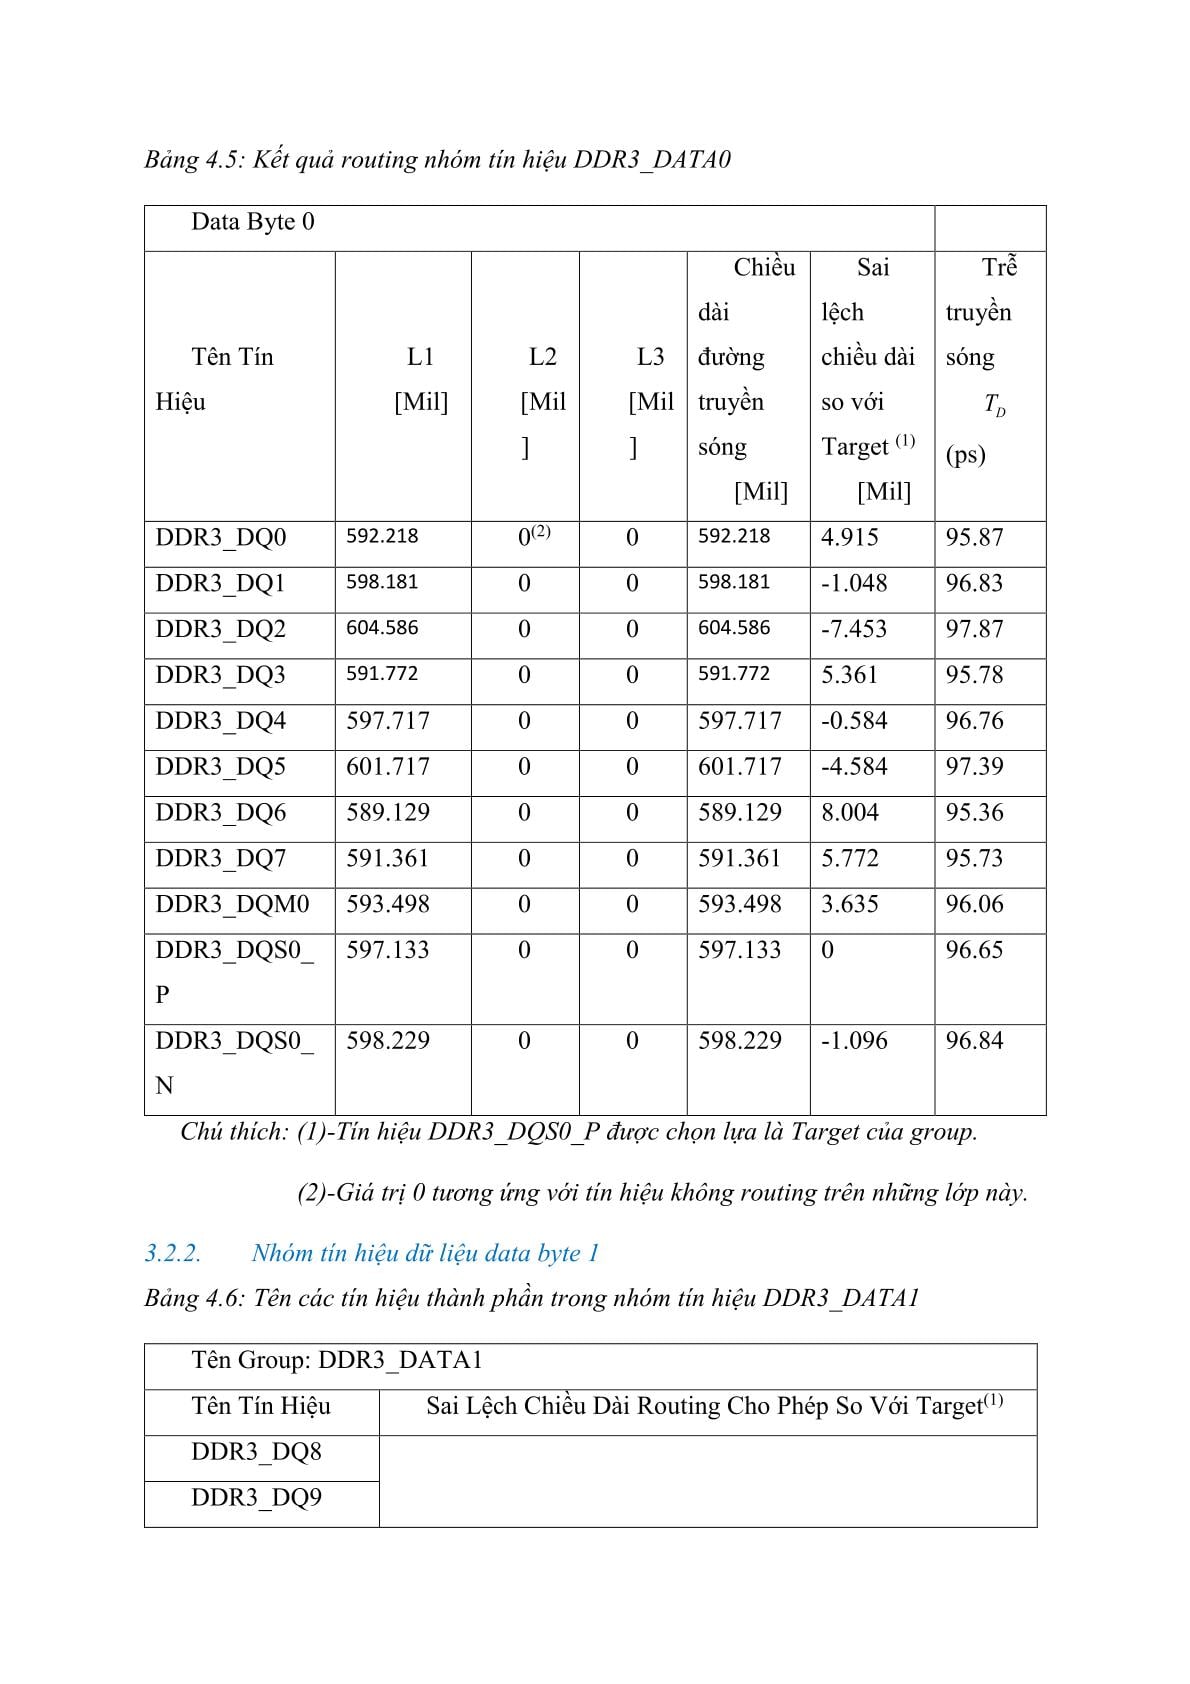 Bảng 4.5: Kết quả routing nhóm tín hiệu DDR3_DATA0
Data Byte 0
Tên Tín
Hiệu
L1
[Mil]
L2
[Mil
]
L3
[Mil
]
Chiều
dài
đường
truyền
sóng
[Mil]
Sai
lệch
chiều dài
so với
Target (1)
[Mil]
Trễ
truyền
sóng
T_D
(ps)
DDR3_DQ0 592.218 0(2) 0 592.218 4.915 95.87
DDR3_DQ1 598.181 0 0 598.181 -1.048 96.83
DDR3_DQ2 604.586 0 0 604.586 -7.453 97.87
DDR3_DQ3 591.772 0 0 591.772 5.361 95.78
DDR3_DQ4 597.717 0 0 597.717 -0.584 96.76
DDR3_DQ5 601.717 0 0 601.717 -4.584 97.39
DDR3_DQ6 589.129 0 0 589.129 8.004 95.36
DDR3_DQ7 591.361 0 0 591.361 5.772 95.73
DDR3_DQM0 593.498 0 0 593.498 3.635 96.06
DDR3_DQS0_ 597.133 0 0 597.133 0 96.65
P
DDR3_DQS0_ 598.229 0 0 598.229 -1.096 96.84
N
Chú thích: (1)-Tín hiệu DDR3_DQS0_P được chọn lựa là Target của group.
(2)-Giá trị 0 tương ứng với tín hiệu không routing trên những lớp này.
3.2.2. Nhóm tín hiệu dữ liệu data byte 1
Bảng 4.6: Tên các tín hiệu thành phần trong nhóm tín hiệu DDR3_DATA1
Tên Group: DDR3_DATA1
Tên Tín Hiệu Sai Lệch Chiều Dài Routing Cho Phép So Với Target(1)
DDR3_DQ8
DDR3_DQ9